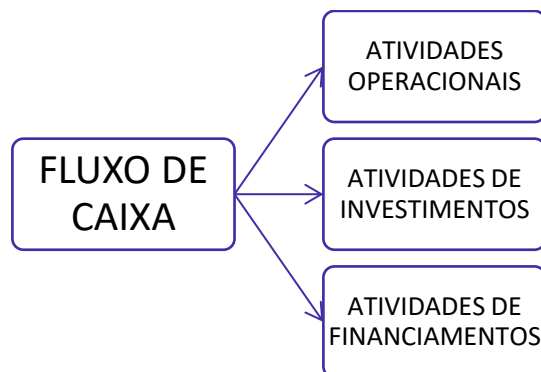 FLUXO DE
CAIXA
ATIVIDADES
OPERACIONAIS
ATIVIDADES DE
INVESTIMENTOS
ATIVIDADES DE
FINANCIAMENTOS